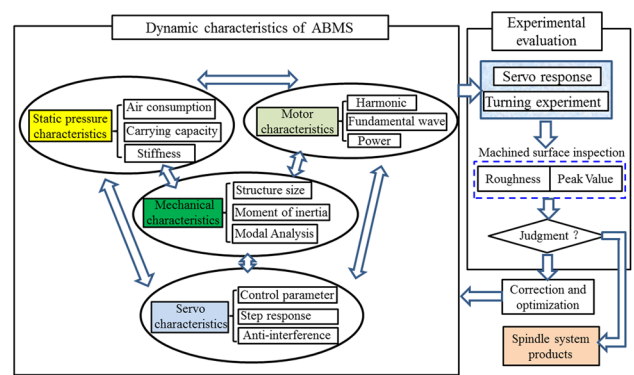 Dynamic characteristics of ABMS
Static pressure
characteristics
Air consumption
Carrying capacity
Stiffness
Motor
characteristics
Harmonic
Fundamental wave
Power
Mechanical
characteristics
Structure size
Moment of inertia
Modal Analysis
Servo
characteristics
Control parameter
Step response
Anti-interference
Experimental
evaluation
Servo response
Turning experiment
Machined surface inspection
Roughness
Peak Value
Judgment ?
Correction and
optimization
Spindle system
products